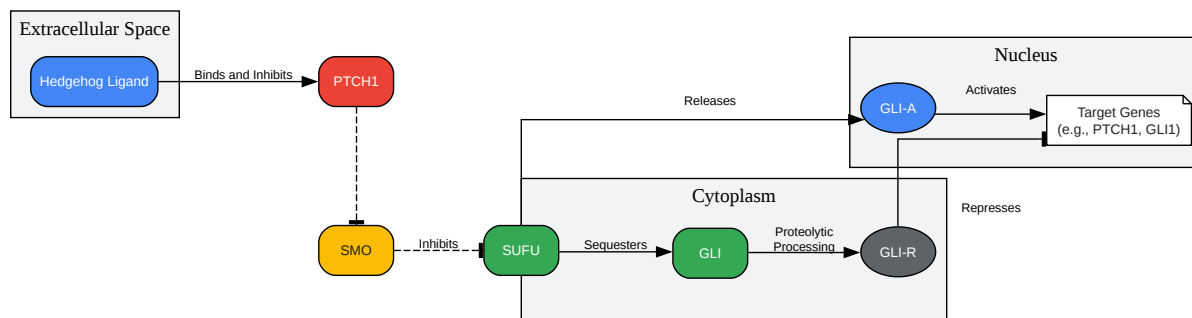 Extracellular Space
Hedgehog Ligand
Binds and Inhibits
PTCH1
SMO
Inhibits
SUFU
Releases
Cytoplasm
Sequesters
GLI
Proteolytic
Processing
GLI-R
Represses
Nucleus
GLI-A
Activates
Target Genes
(e.g., PTCH1, GLI1)